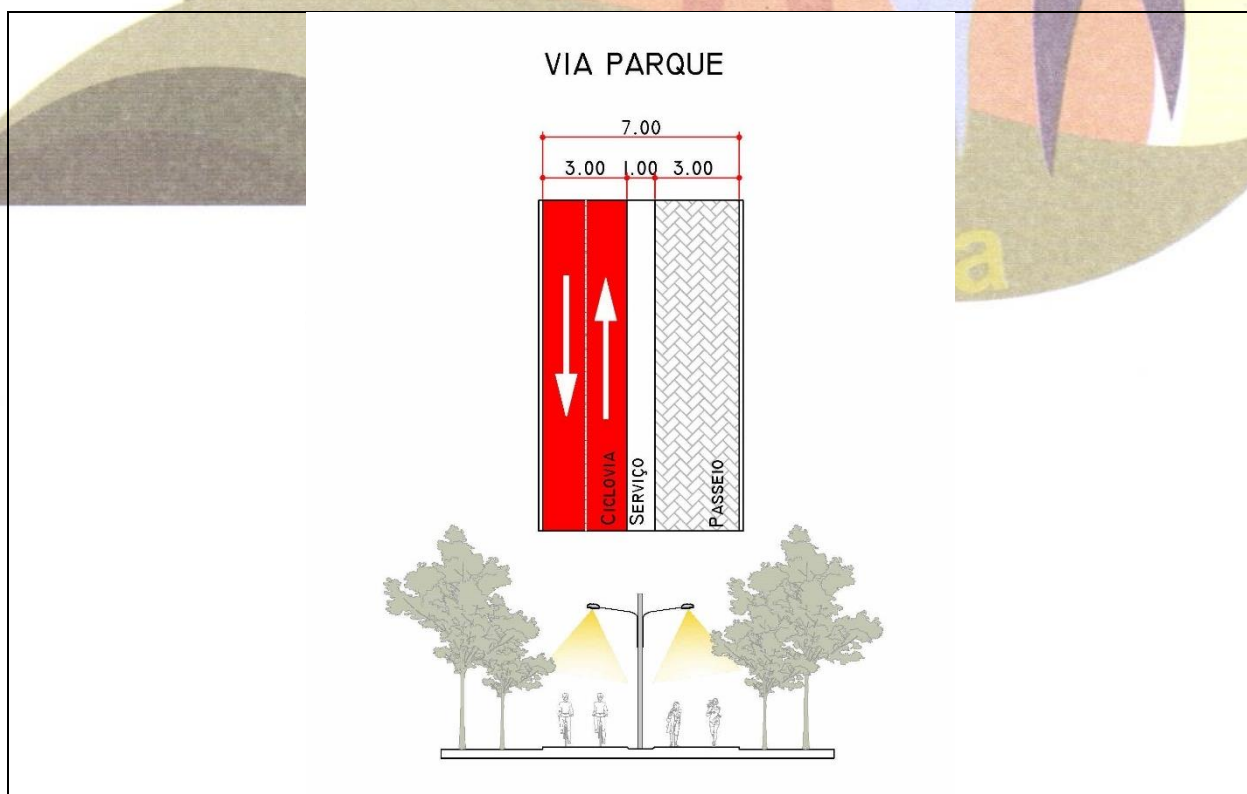 VIA PARQUE
7.00
3.00 1.00 3.00
CICLOVIA
SERVIÇO
PASSEIO
a